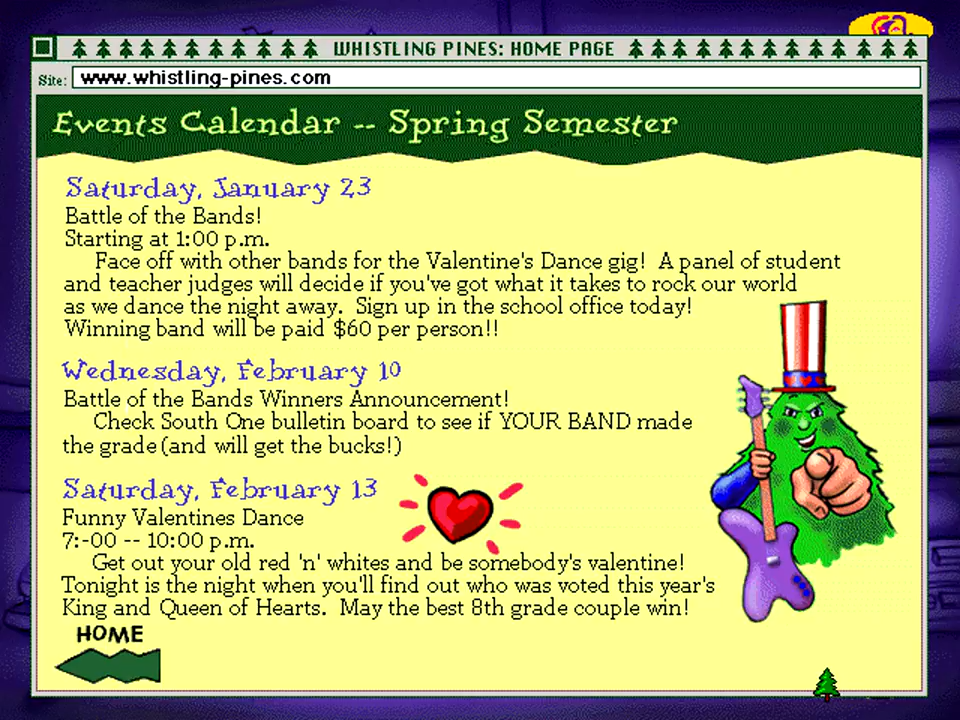 WHISTLING PINES: HOME PAGE
Site: www.whistling-pines.com
Events Calendar -- Spring Semester
Saturday, January 23
Battle of the Bands!
Starting at 1:00 p.m.
Face off with other bands for the Valentine's Dance gig! A panel of student
and teacher judges will decide if you've got what it takes to rock our world
as we dance the night away. Sign up in the school office today!
Winning band will be paid $60 per person!!
Wednesday, February 10
Battle of the Bands Winners Announcement!
Check South One bulletin board to see if YOUR BAND made
the grade (and will get the bucks!)
Saturday, February 13
Funny Valentines Dance
7:-00 -- 10:00 p.m.
Get out your old red 'n' whites and be somebody's valentine!
Tonight is the night when you'll find out who was voted this year's
King and Queen of Hearts. May the best 8th grade couple win!
HOME